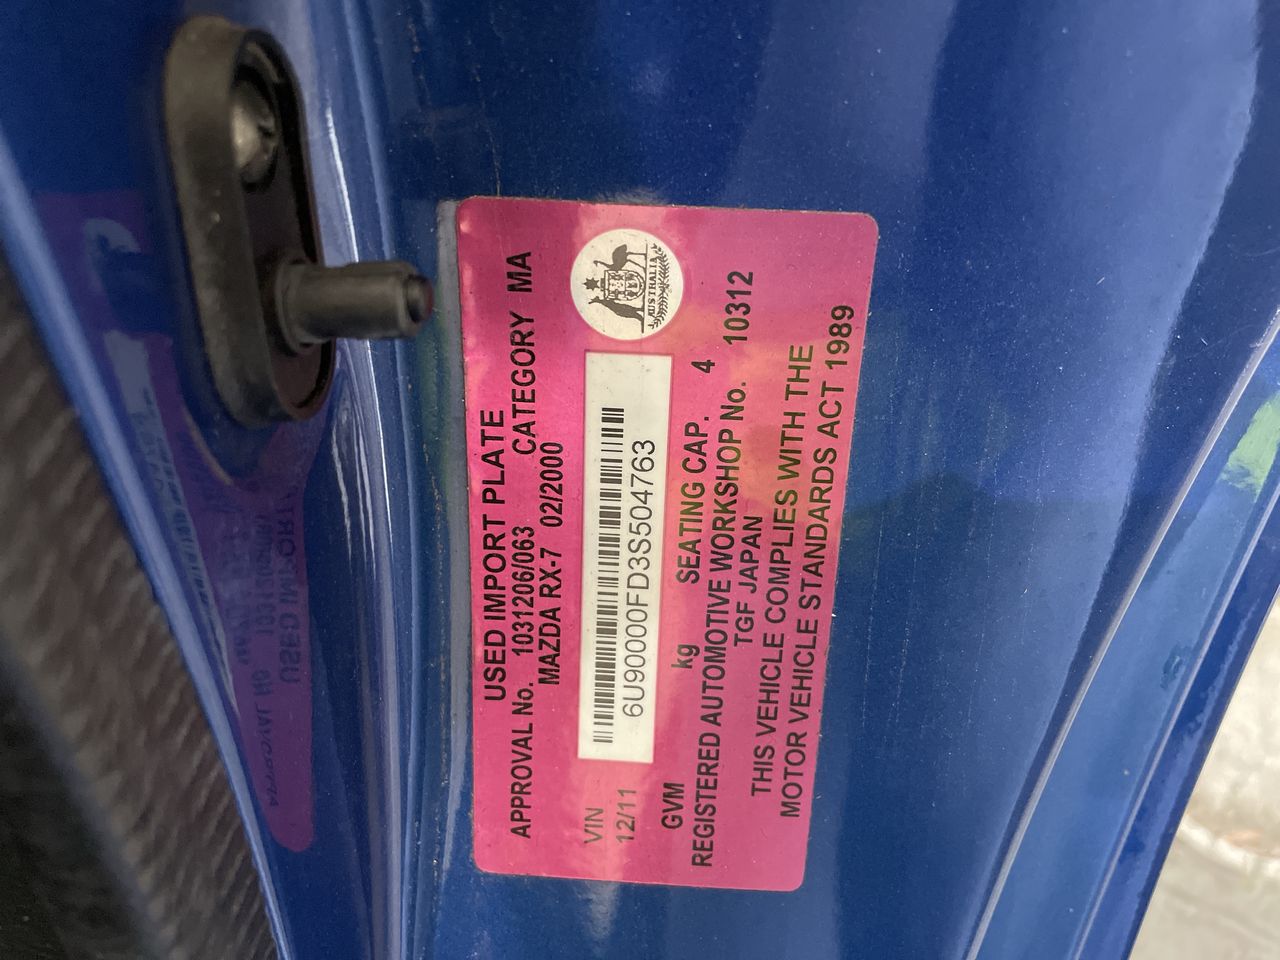 USED IMPORT PLATE
APPROVAL No. 1031206/063 CATEGORY MA
MAZDA RX-7 02/2000
AUSTRALIA
VIN
12/11
6U90000FD3S504763
GVM kg SEATING CAP. 4
REGISTERED AUTOMOTIVE WORKSHOP No. 10312
TGF JAPAN
THIS VEHICLE COMPLIES WITH THE
MOTOR VEHICLE STANDARDS ACT 1989